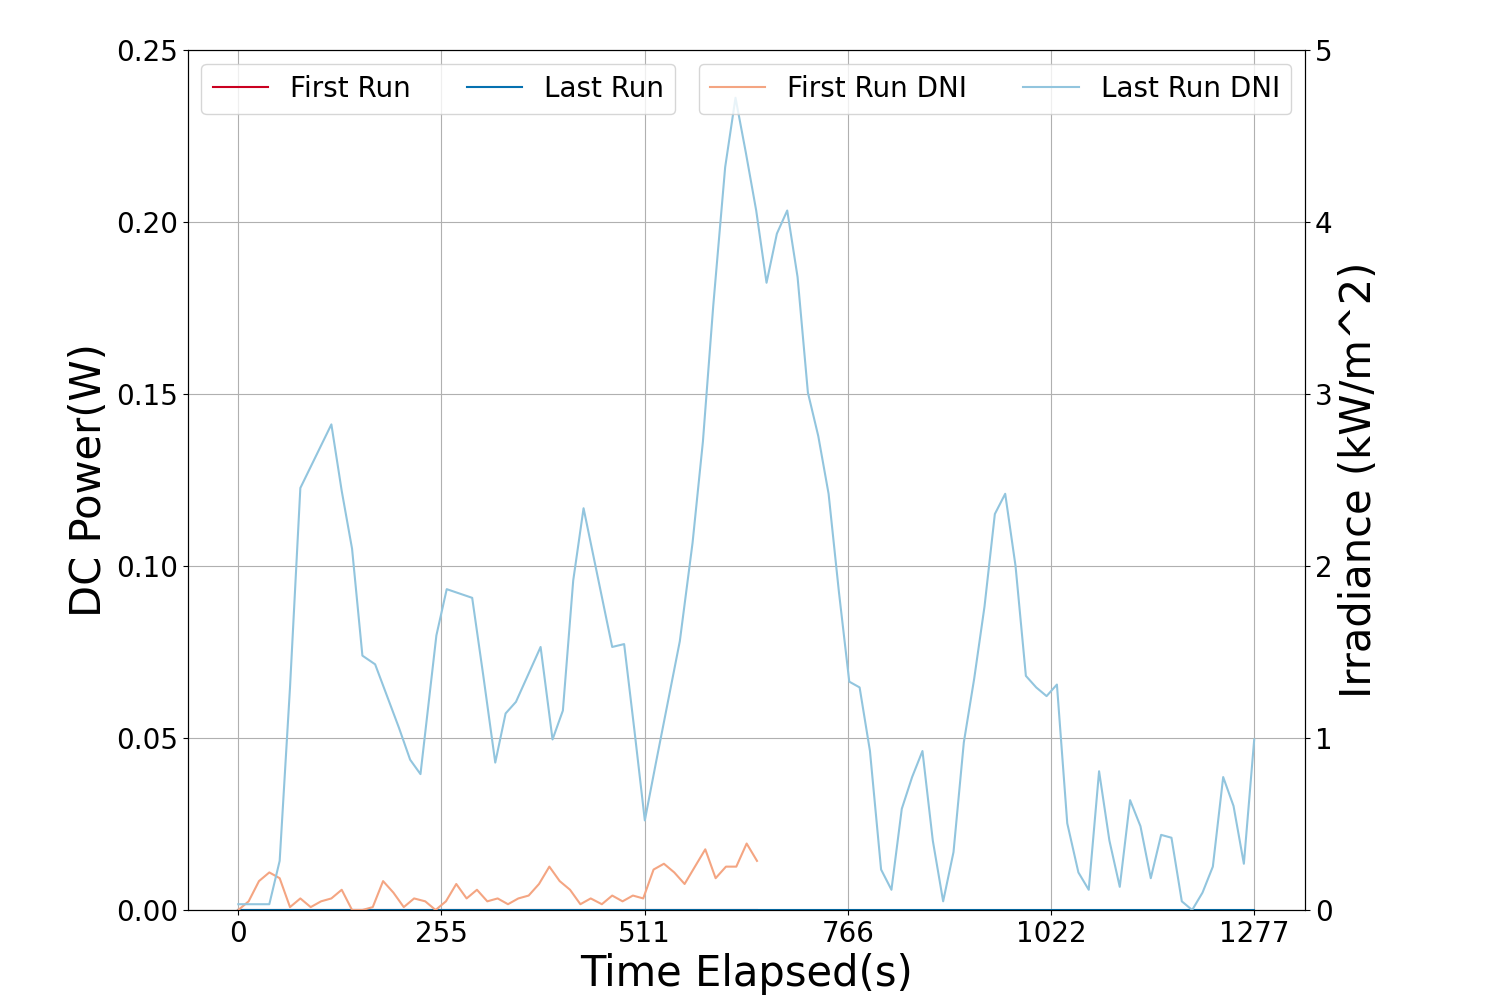 0.25
0.20
0.15
0.10
0.05
0.00
DC Power(W)
First Run
Last Run
First Run DNI
Last Run DNI
5
4
3
2
1
0
Irradiance (kW/m^2)
0
255
511
766
1022
1277
Time Elapsed(s)